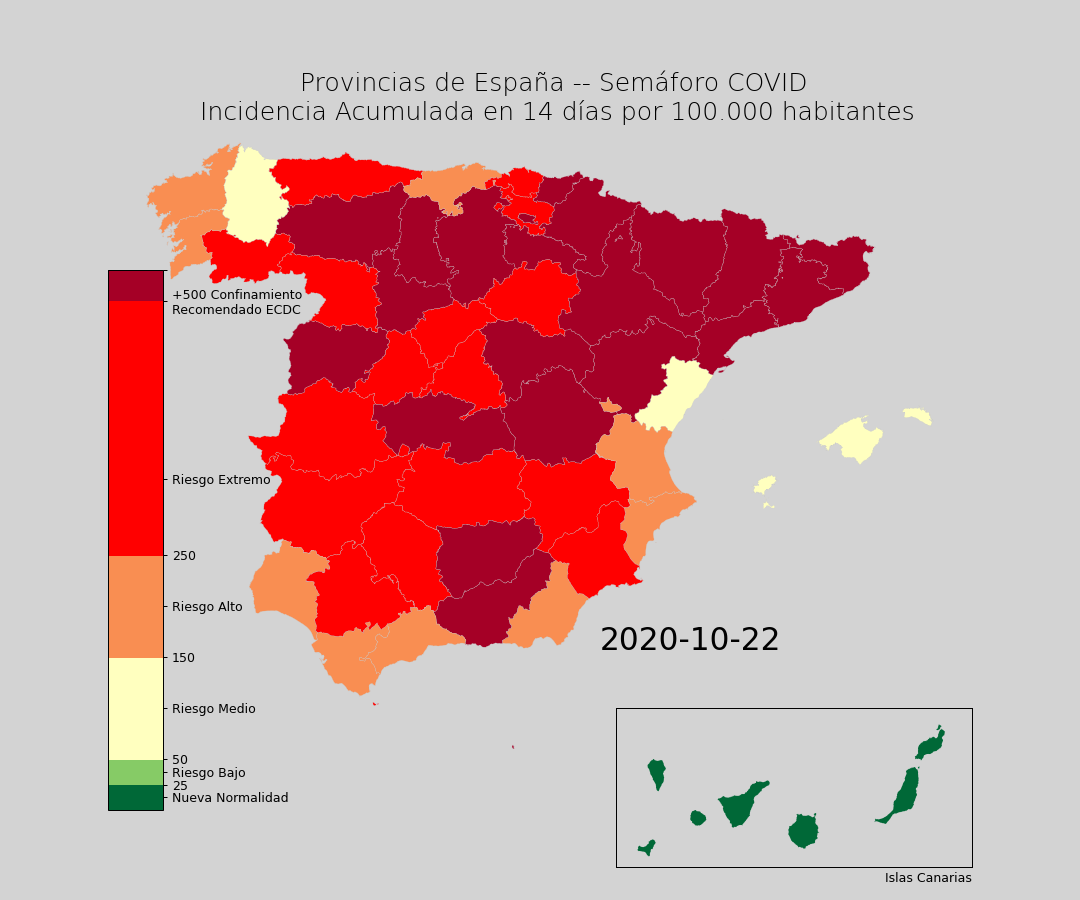 Provincias de España -- Semáforo COVID
Incidencia Acumulada en 14 días por 100.000 habitantes
+500 Confinamiento
Recomendado ECDC
Riesgo Extremo
250
Riesgo Alto
150
Riesgo Medio
50
Riesgo Bajo
25
Nueva Normalidad
2020-10-22
Islas Canarias